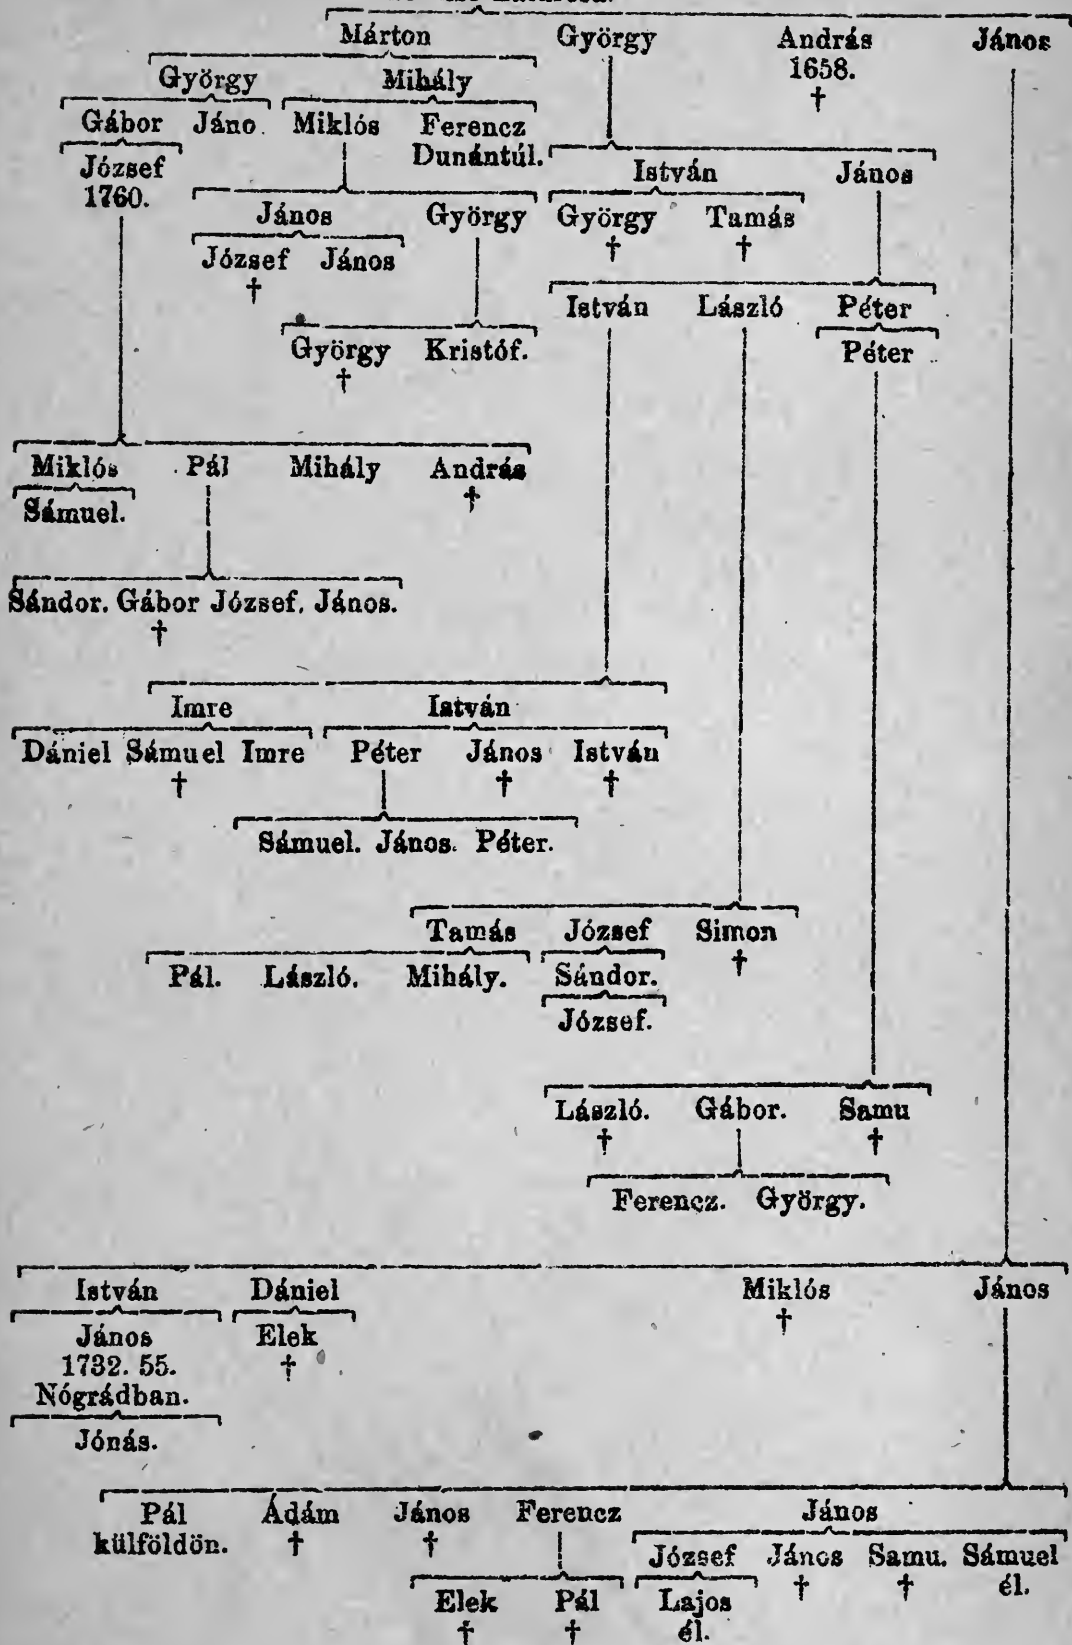 Márton György András János
1658.
†
György Mihály
Gábor Jáno. Miklós Ferencz
Dunántúl.
József István János
1760.
János György György Tamás
† †
József János
†
István László Péter
György Kristóf. Péter
†
Miklós Pál Mihály András
†
Sámuel.
Sándor. Gábor József. János.
†
Imre István
Dániel Sámuel Imre Péter János István
† † †
Sámuel. János. Péter.
Tamás József Simon
†
Pál. László. Mihály. Sándor.
József.
László. Gábor. Samu
† †
Ferencz. György.
István Dániel Miklós János
†
János Elek
1732. 55. †
Nógrádban.
Jónás.
Pál Ádám János Ferencz János
külföldön. † †
József János Samu. Sámuel
† † él.
Elek Pál Lajos
† † él.